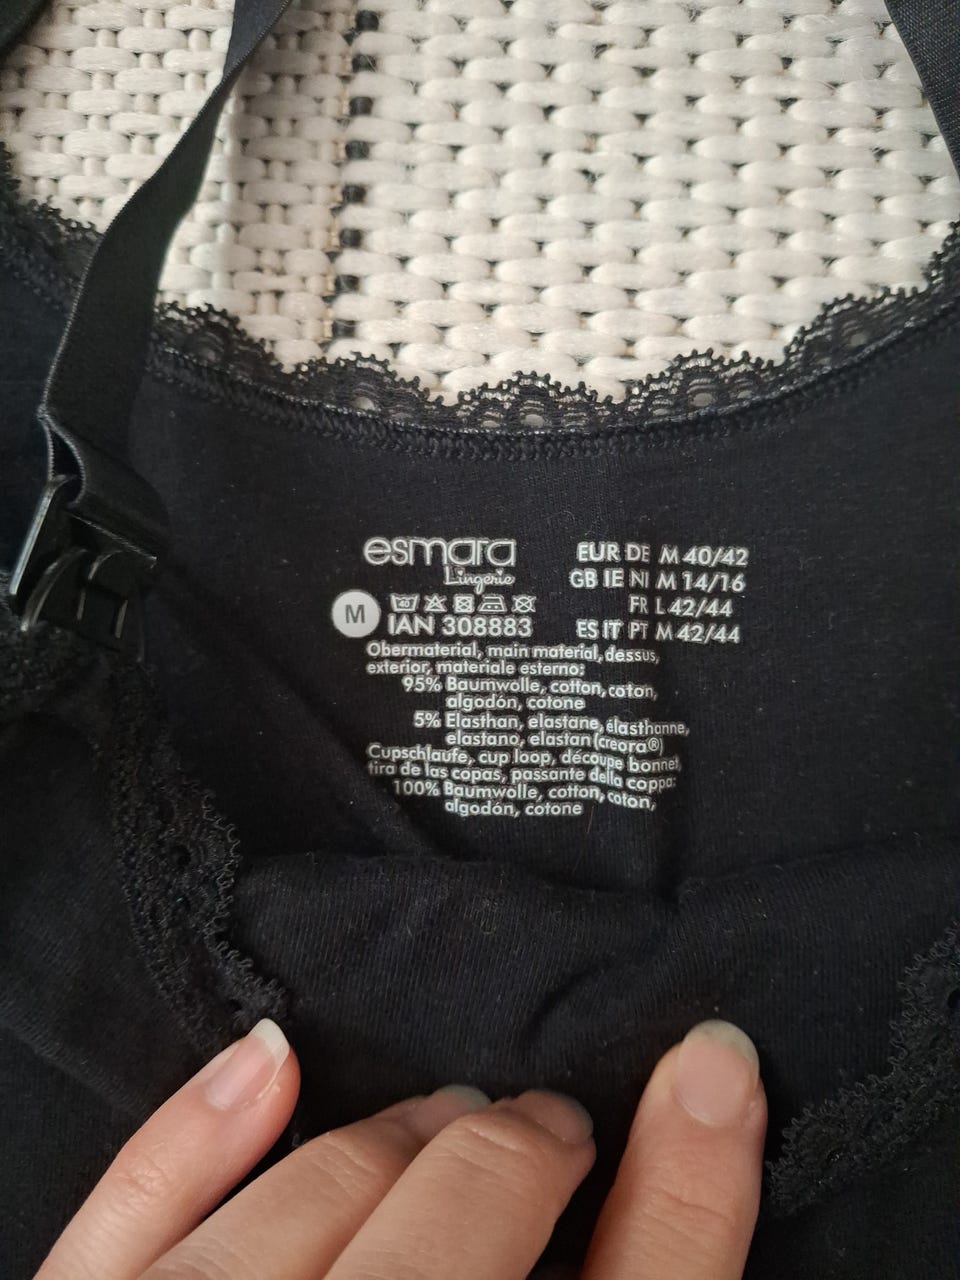 esmara
Lingerie
M
40
IAN 308883
EUR DE M 40/42
GB IE NI M 14/16
FR L 42/44
ES IT PT M 42/44
Obermaterial, main material, dessus,
exterior, materiale esterno:
95% Baumwolle, cotton, coton,
algodón, cotone
5% Elasthan, elastane, élasthanne,
elastano, elastan (creora®)
Cupschlaufe, cup loop, découpe bonnet,
tira de las copas, passante della coppa:
100% Baumwolle, cotton, coton,
algodón, cotone